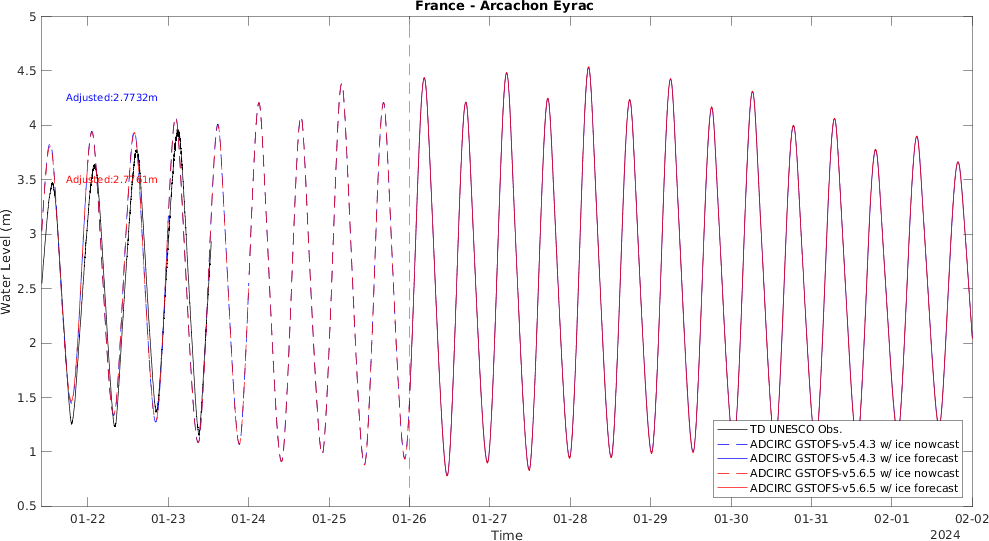 France - Arcachon Eyrac
Water Level (m)
5
4.5
4
3.5
3
2.5
2
1.5
1
0.5
Adjusted:2.7732m
Adjusted:2.7761m
TD UNESCO Obs.
ADCIRC GSTOFS-v5.4.3 w/ ice nowcast
ADCIRC GSTOFS-v5.4.3 w/ ice forecast
ADCIRC GSTOFS-v5.6.5 w/ ice nowcast
ADCIRC GSTOFS-v5.6.5 w/ ice forecast
01-22 01-23 01-24 01-25 01-26 01-27 01-28 01-29 01-30 01-31 02-01 02-02
Time
2024